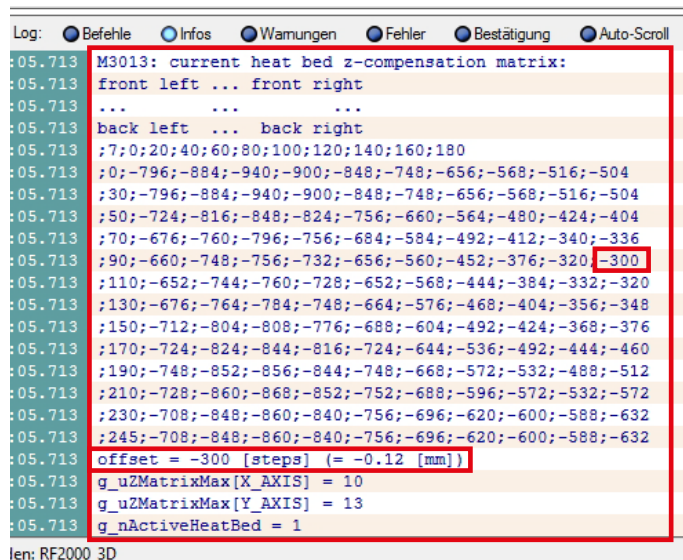 Log: Befehle Infos Warnungen Fehler Bestätigung Auto-Scroll
:05.713 M3013: current heat bed z-compensation matrix:
:05.713 front left ... front right
:05.713 ... ... ...
:05.713 back left ... back right
:05.713 ;7;0;20;40;60;80;100;120;140;160;180
:05.713 ;0;-796;-884;-940;-900;-848;-748;-656;-568;-516;-504
:05.713 ;30;-796;-884;-940;-900;-848;-748;-656;-568;-516;-504
:05.713 ;50;-724;-816;-848;-824;-756;-660;-564;-480;-424;-404
:05.713 ;70;-676;-760;-796;-756;-684;-584;-492;-412;-340;-336
:05.713 ;90;-660;-748;-756;-732;-656;-560;-452;-376;-320;-300
:05.713 ;110;-652;-744;-760;-728;-652;-568;-444;-384;-332;-320
:05.713 ;130;-676;-764;-784;-748;-664;-576;-468;-404;-356;-348
:05.713 ;150;-712;-804;-808;-776;-688;-604;-492;-424;-368;-376
:05.713 ;170;-724;-824;-844;-816;-724;-644;-536;-492;-444;-460
:05.713 ;190;-748;-852;-856;-844;-748;-668;-572;-532;-488;-512
:05.713 ;210;-728;-860;-868;-852;-752;-688;-596;-572;-532;-572
:05.713 ;230;-708;-848;-860;-840;-756;-696;-620;-600;-588;-632
:05.713 ;245;-708;-848;-860;-840;-756;-696;-620;-600;-588;-632
:05.713 offset = -300 [steps] (= -0.12 [mm])
:05.713 g_uZMatrixMax[X_AXIS] = 10
:05.713 g_uZMatrixMax[Y_AXIS] = 13
:05.713 g_nActiveHeatBed = 1
den: RF2000 3D